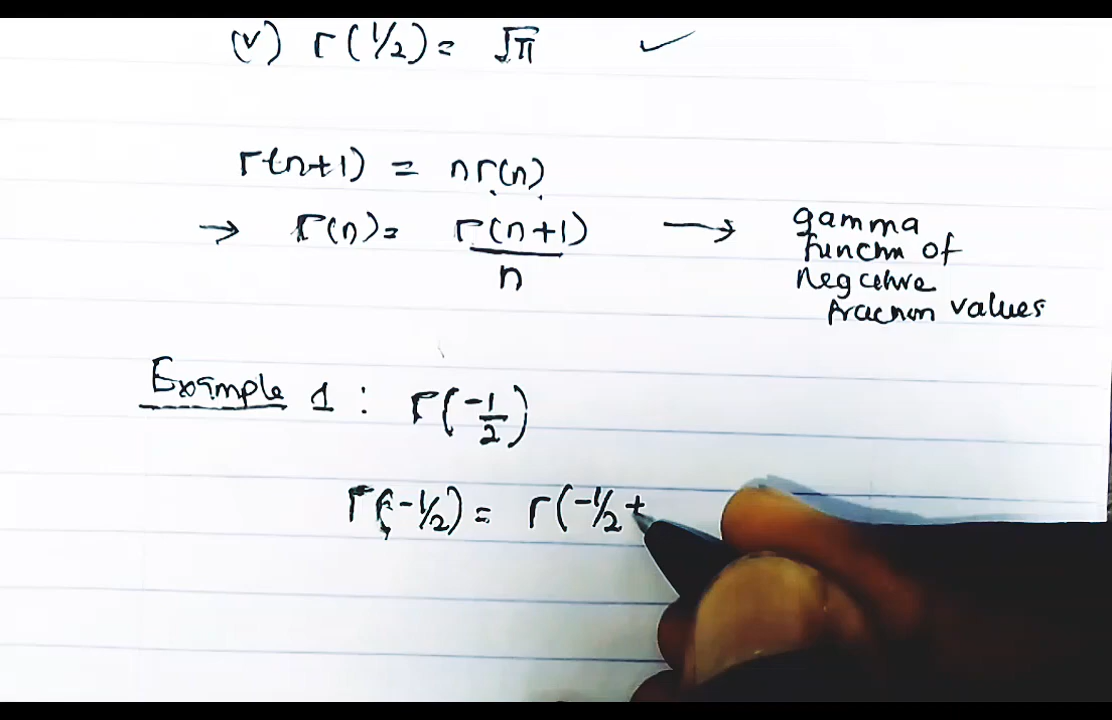 (v) Γ(1/2) = √π ✓
Γ(n+1) = nΓ(n)
→ Γ(n) = Γ(n+1)/n → gamma
function of
negative
fraction values
Example 1 : Γ(-1/2)
Γ(-1/2) = Γ(-1/2 +